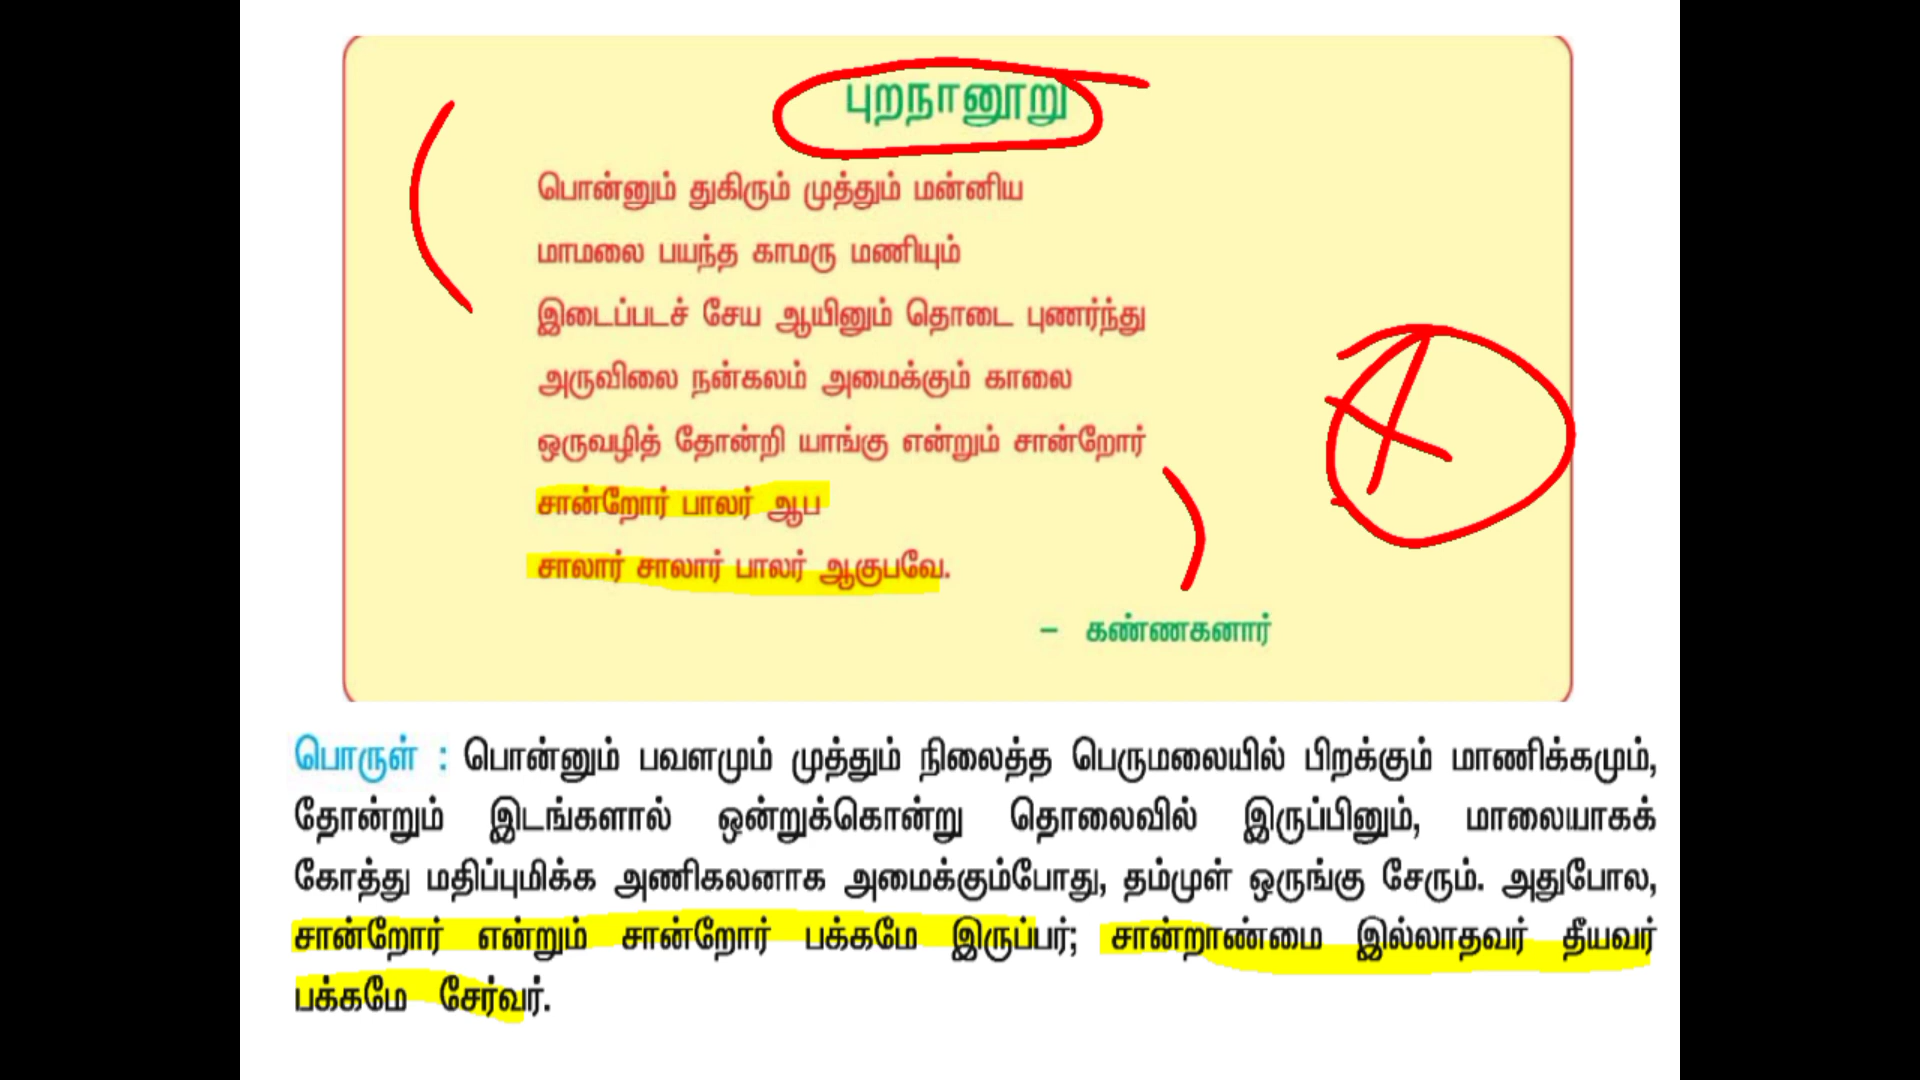 புறநானூறு
பொன்னும் துகிரும் முத்தும் மன்னிய
மாமலை பயந்த காமரு மணியும்
இடைப்படச் சேய ஆயினும் தொடை புணர்ந்து
அருவிலை நன்கலம் அமைக்கும் காலை
ஒருவழித் தோன்றி யாங்கு என்றும் சான்றோர்
சான்றோர் பாலர் ஆப
சாலார் சாலார் பாலர் ஆகுபவே.
– கண்ணகனார்
பொருள் : பொன்னும் பவளமும் முத்தும் நிலைத்த பெருமலையில் பிறக்கும் மாணிக்கமும்,
தோன்றும் இடங்களால் ஒன்றுக்கொன்று தொலைவில் இருப்பினும், மாலையாகக்
கோத்து மதிப்புமிக்க அணிகலனாக அமைக்கும்போது, தம்முள் ஒருங்கு சேரும். அதுபோல,
சான்றோர் என்றும் சான்றோர் பக்கமே இருப்பர்; சான்றாண்மை இல்லாதவர் தீயவர்
பக்கமே சேர்வர்.